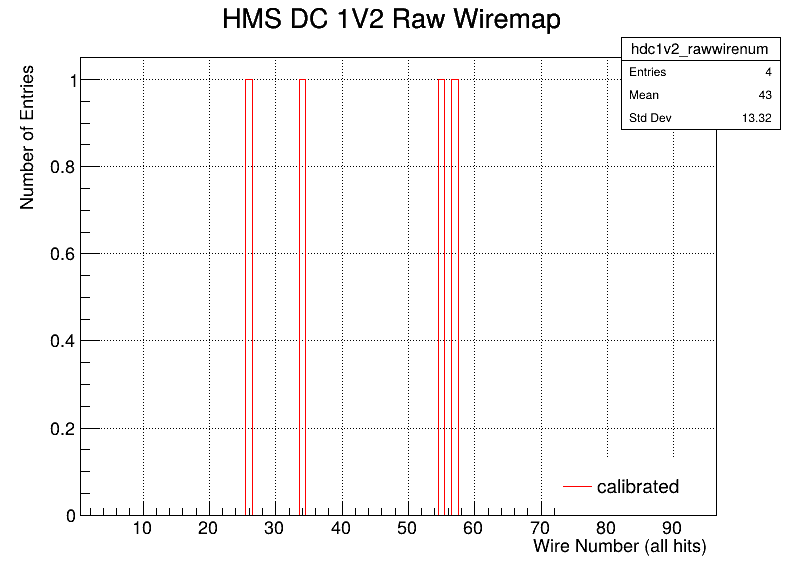 HMS DC 1V2 Raw Wiremap
hdc1v2_rawwirenum
Entries 4
Mean 43
Std Dev 13.32
Number of Entries
1
0.8
0.6
0.4
0.2
0
calibrated
10 20 30 40 50 60 70 80 90
Wire Number (all hits)